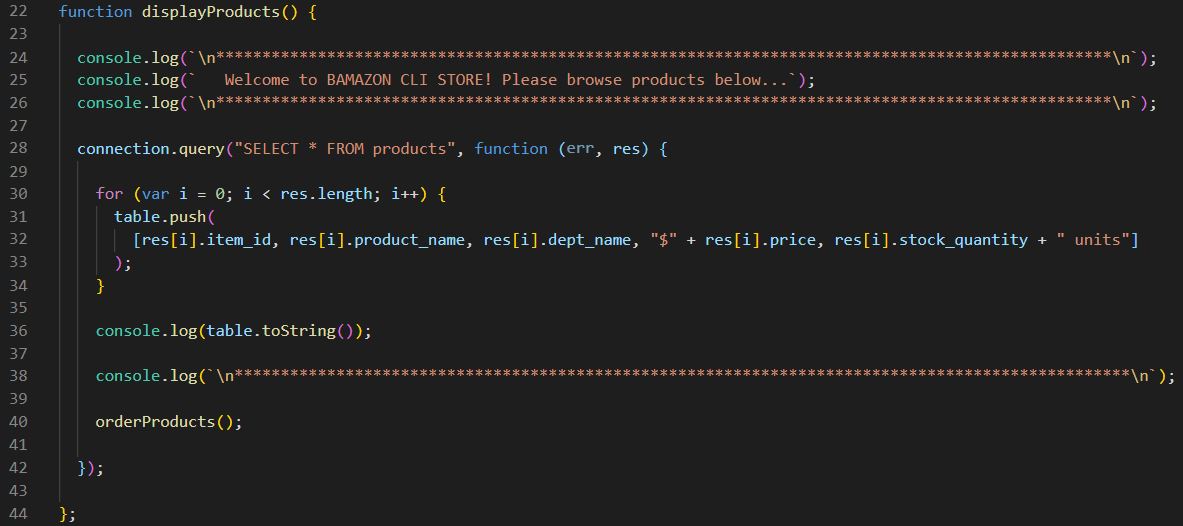 22 function displayProducts() {
23
24 console.log(`\n*************************************************************************************************\n`);
25 console.log(`   Welcome to BAMAZON CLI STORE! Please browse products below...`);
26 console.log(`\n*************************************************************************************************\n`);
27
28 connection.query("SELECT * FROM products", function (err, res) {
29
30 for (var i = 0; i < res.length; i++) {
31 table.push(
32 [res[i].item_id, res[i].product_name, res[i].dept_name, "$" + res[i].price, res[i].stock_quantity + " units"]
33 );
34 }
35
36 console.log(table.toString());
37
38 console.log(`\n*************************************************************************************************\n`);
39
40 orderProducts();
41
42 });
43
44 };